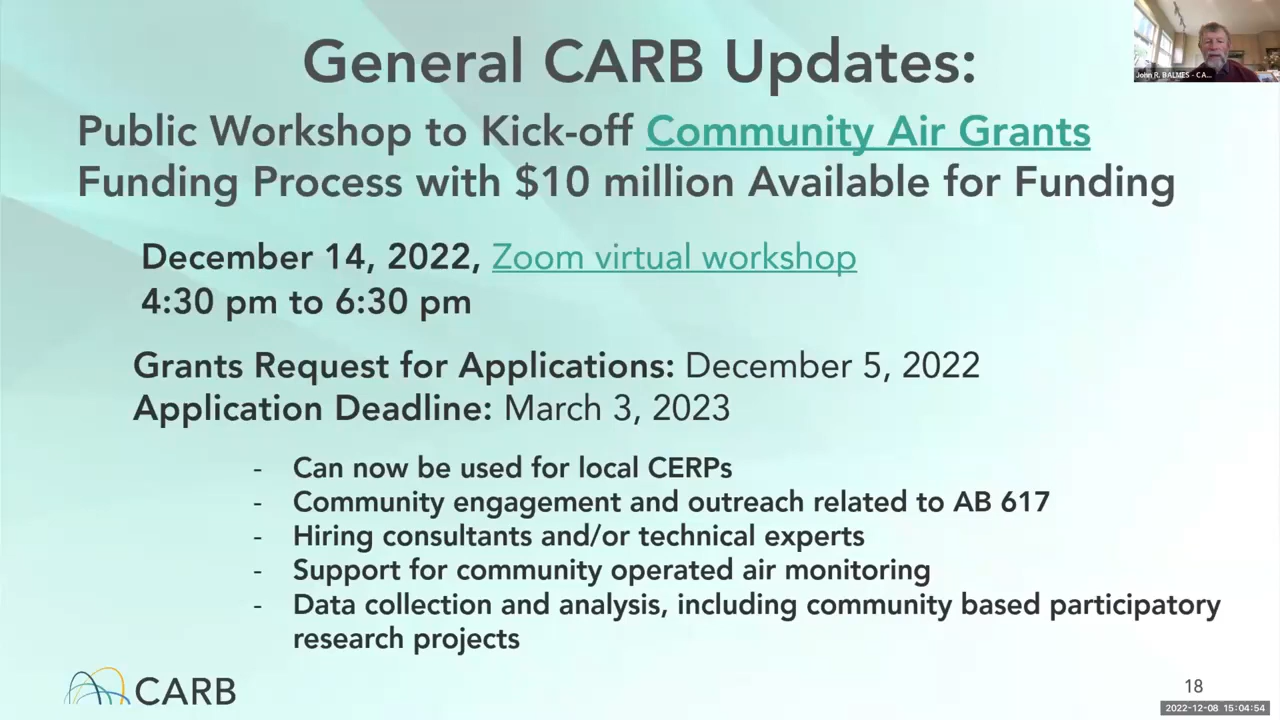 General CARB Updates:
John R. BALMES - CA...
Public Workshop to Kick-off Community Air Grants
Funding Process with $10 million Available for Funding
December 14, 2022, Zoom virtual workshop
4:30 pm to 6:30 pm
Grants Request for Applications: December 5, 2022
Application Deadline: March 3, 2023
- Can now be used for local CERPs
- Community engagement and outreach related to AB 617
- Hiring consultants and/or technical experts
- Support for community operated air monitoring
- Data collection and analysis, including community based participatory
research projects
CARB
18
2022-12-08 15:04:54